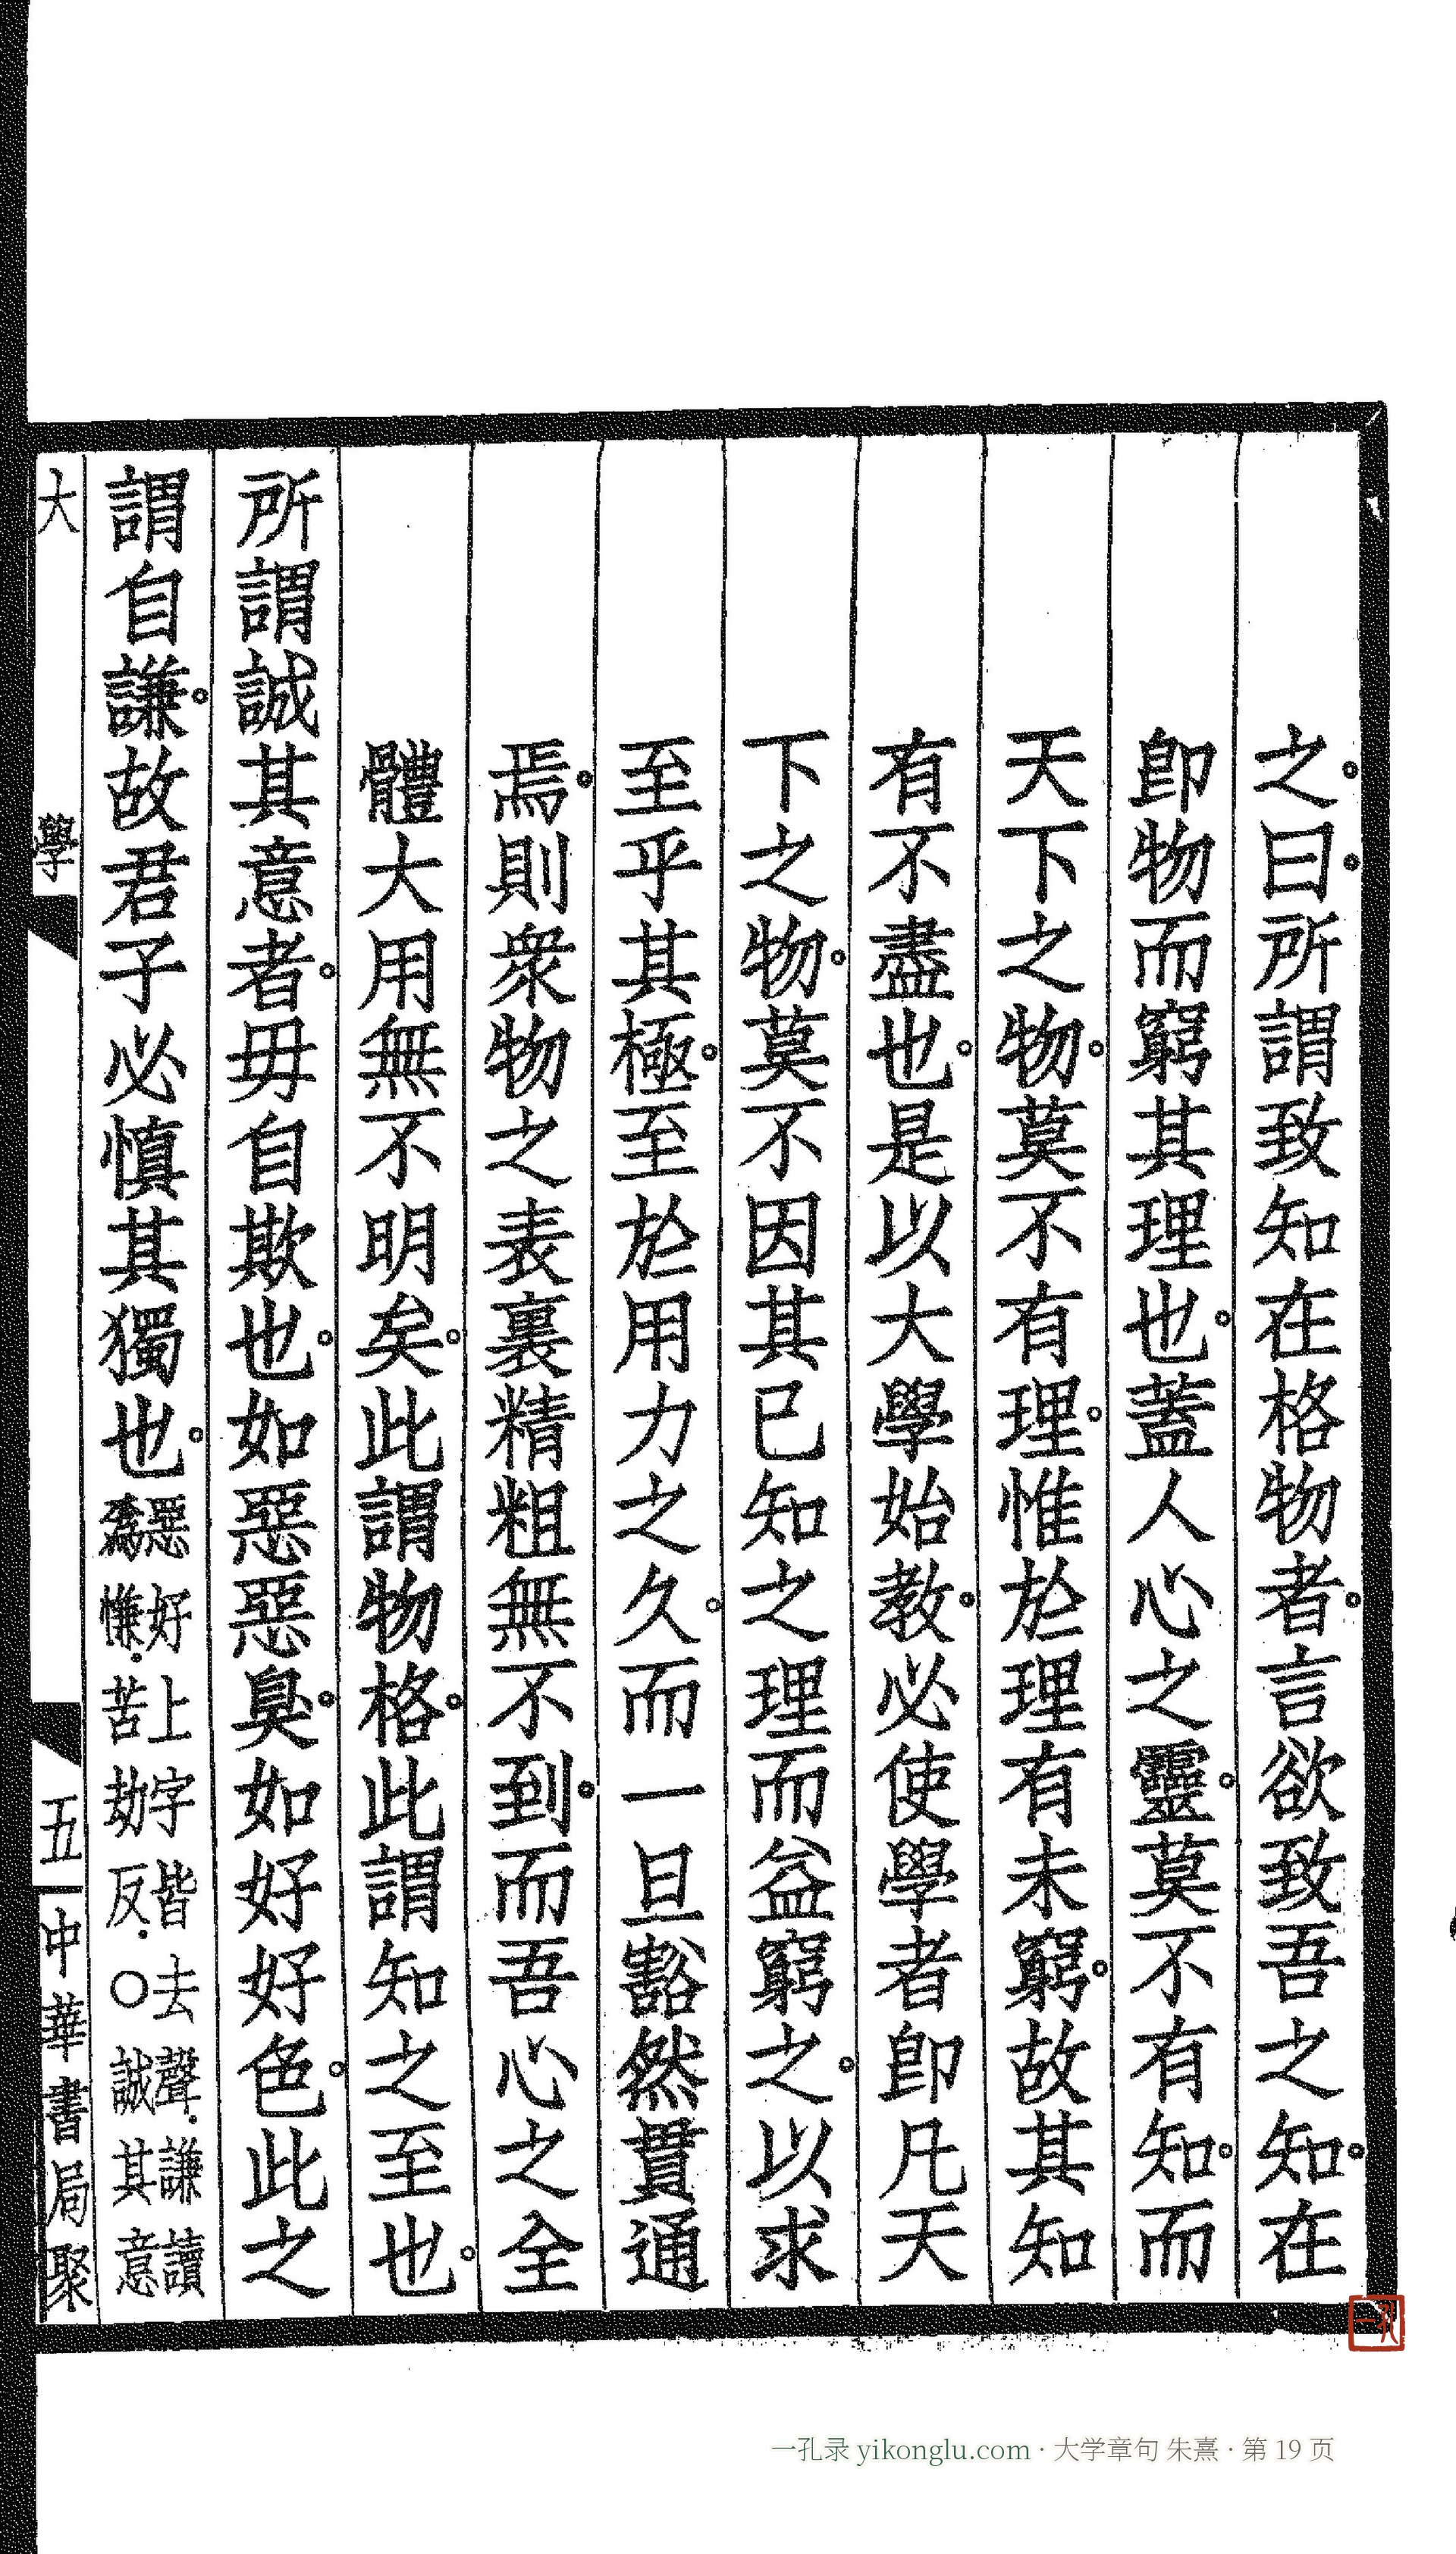 之。曰。所謂致知在格物者。言欲致吾之知。在
卽物而窮其理也。蓋人心之靈。莫不有知。而
天下之物。莫不有理。惟於理有未窮。故其知
有不盡也。是以大學始教。必使學者卽凡天
下之物。莫不因其已知之理而益窮之。以求
至乎其極。至於用力之久。而一旦豁然貫通
焉。則衆物之表裏精粗無不到。而吾心之全
體大用無不明矣。此謂物格。此謂知之至也。
所謂誠其意者。毋自欺也。如惡惡臭。如好好色。此之
謂自謙。故君子必慎其獨也。
惡好上字皆去聲.謙讀
爲慊.苦劫反.○誠其意
大學 五 中華書局聚
一孔
一孔录 yikonglu.com · 大学章句 朱熹 · 第 19 页